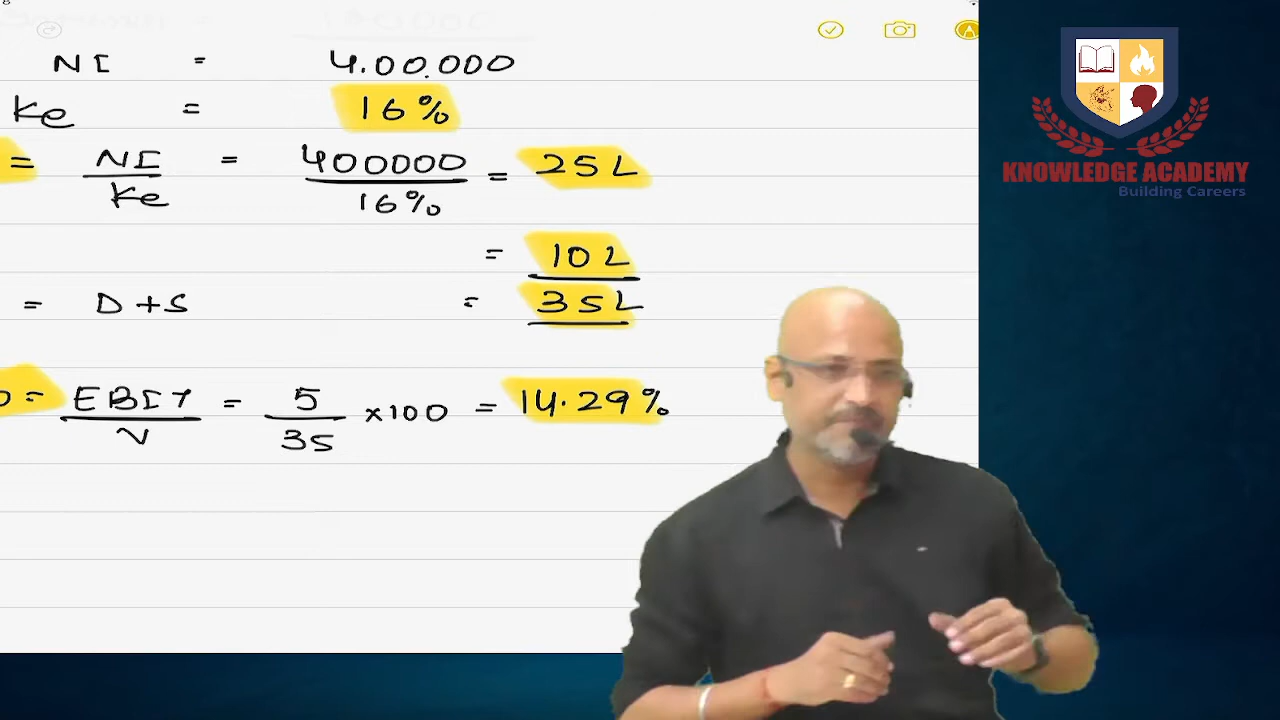 NI = 4.00.000
Ke = 16%
= NI / Ke = 400000 / 16% = 25L
= 10L
= D+S = 35L
0 = EBIT / V = 5 / 35 x100 = 14.29%
KNOWLEDGE ACADEMY
Building Careers